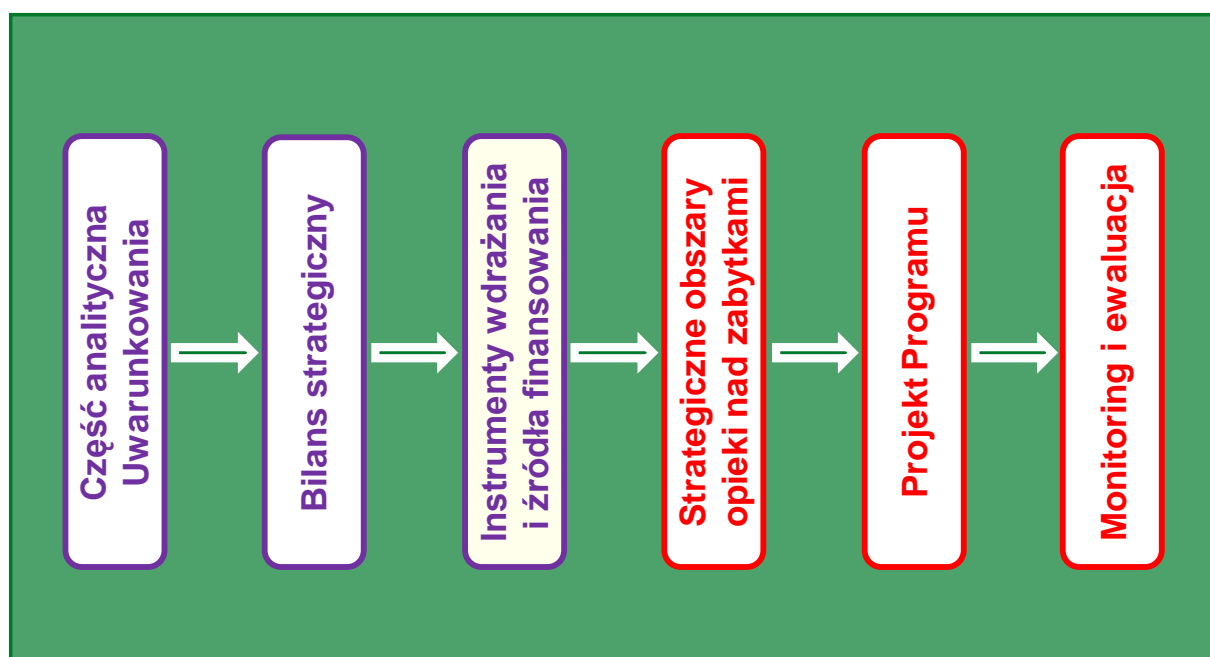 Część analityczna
Uwarunkowania
Bilans strategiczny
Instrumenty wdrażania
i źródła finansowania
Strategiczne obszary
opieki nad zabytkami
Projekt Programu
Monitoring i ewaluacja